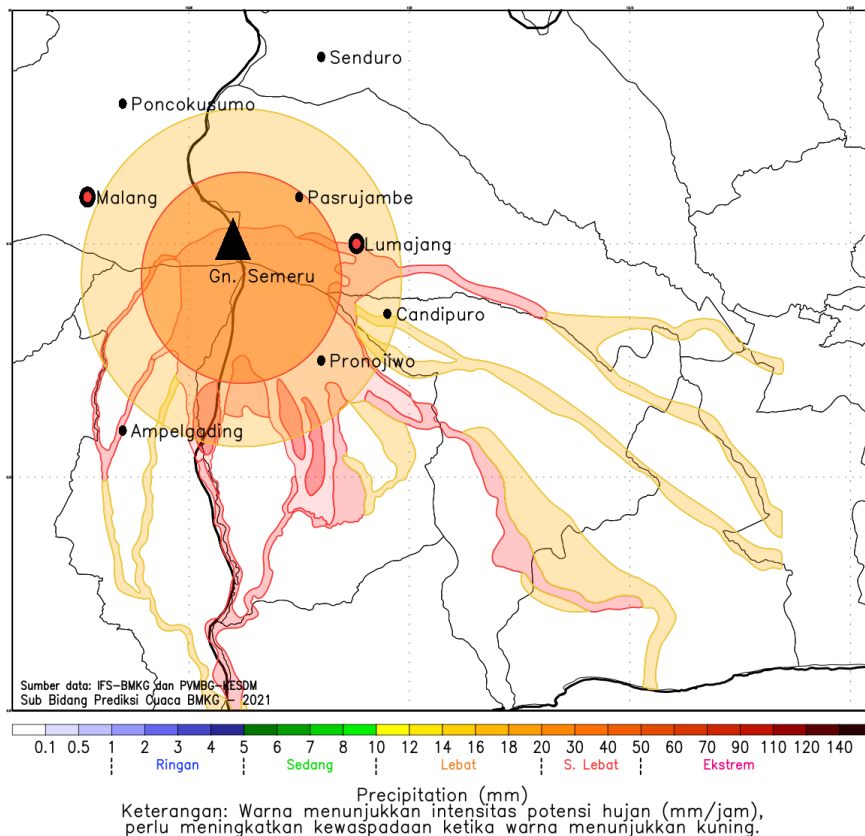 Senduro
Poncokusumo
Malang
Pasrujambe
Lumajang
Gn. Semeru
Candipuro
Pronojiwo
Ampelgading
Sumber data: IFS-BMKG dan PVMBG-KESDM
Sub Bidang Prediksi Cuaca BMKG - 2021
0.1 0.5 1 2 3 4 5 6 7 8 10 12 14 16 18 20 30 40 50 60 70 90 110 120 140
Ringan Sedang Lebat S. Lebat Ekstrem
Precipitation (mm)
Keterangan: Warna menunjukkan intensitas potensi hujan (mm/jam),
perlu meningkatkan kewaspadaan ketika warna menunjukkan kuning.